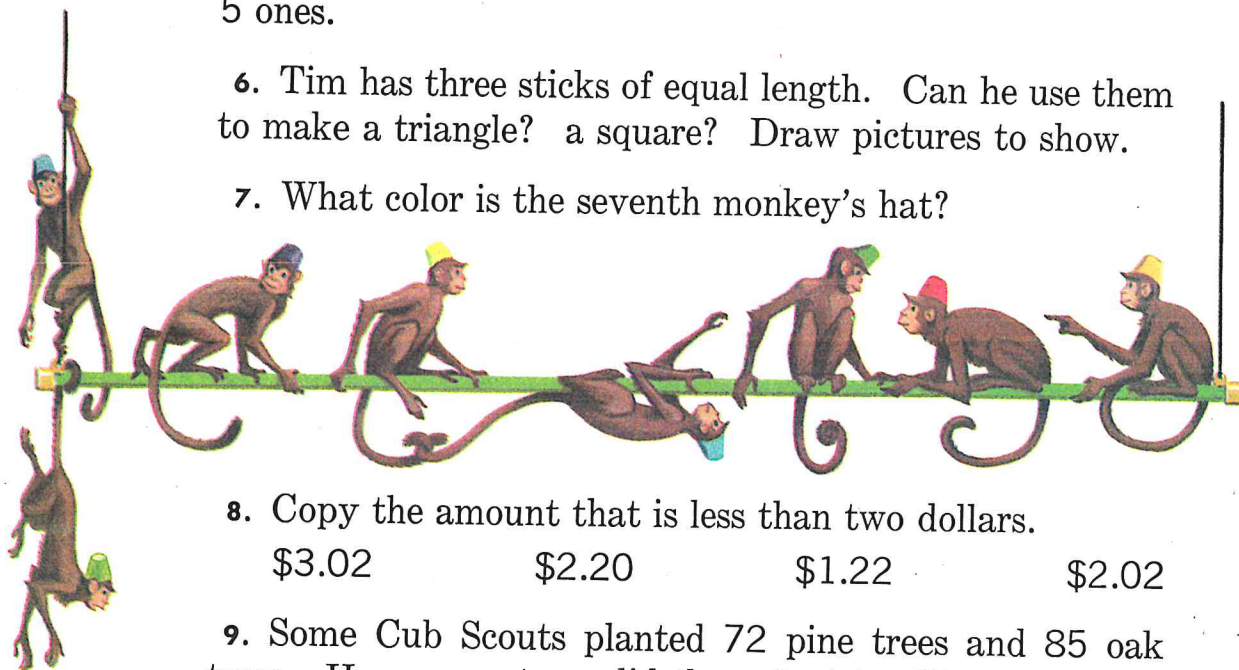 5 ones.
6. Tim has three sticks of equal length. Can he use them
to make a triangle? a square? Draw pictures to show.
7. What color is the seventh monkey's hat?
8. Copy the amount that is less than two dollars.
$3.02 $2.20 $1.22 $2.02
9. Some Cub Scouts planted 72 pine trees and 85 oak